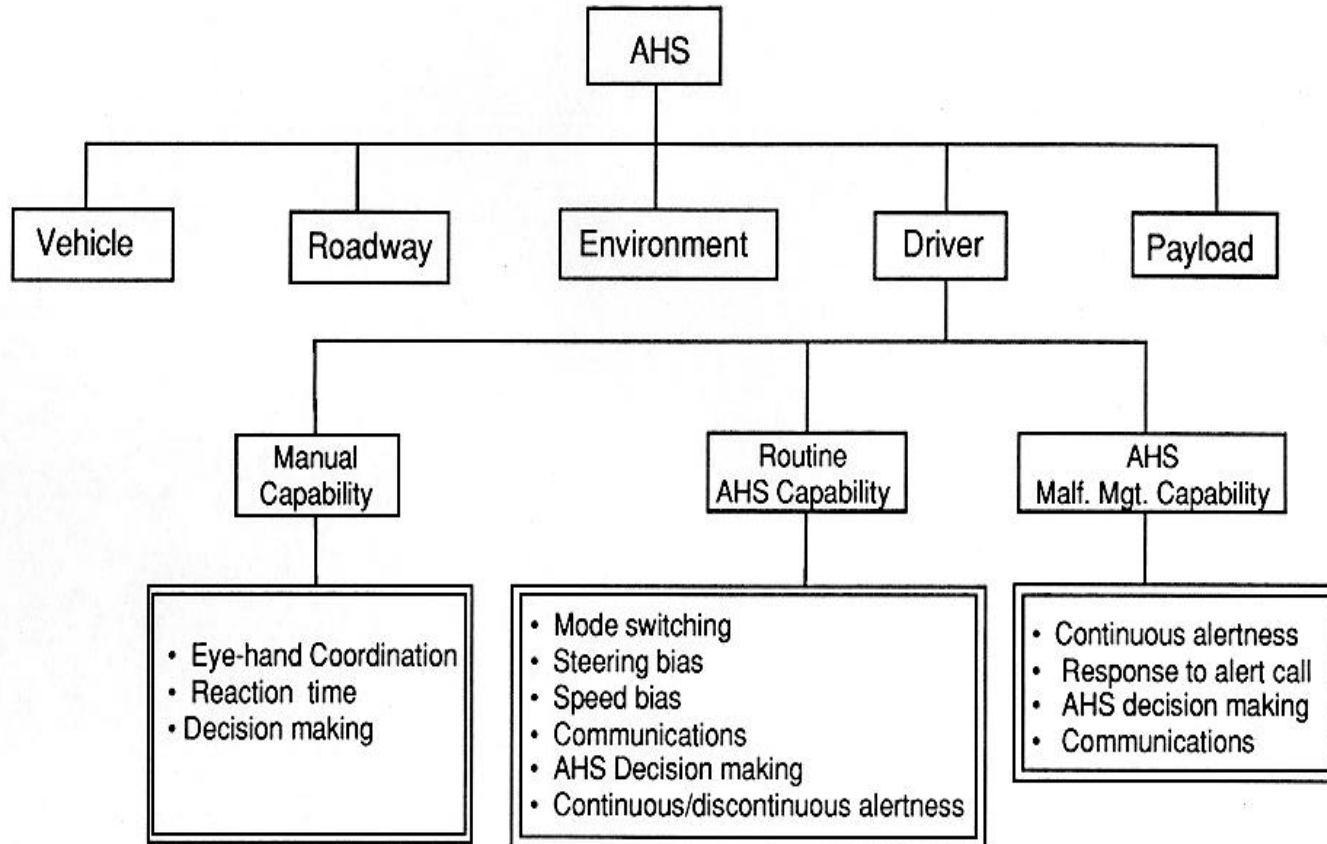 AHS
Vehicle
Roadway
Environment
Driver
Payload
Manual
Capability
Routine
AHS Capability
AHS
Malf. Mgt. Capability
• Eye-hand Coordination
• Reaction time
• Decision making
• Mode switching
• Steering bias
• Speed bias
• Communications
• AHS Decision making
• Continuous/discontinuous alertness
• Continuous alertness
• Response to alert call
• AHS decision making
• Communications